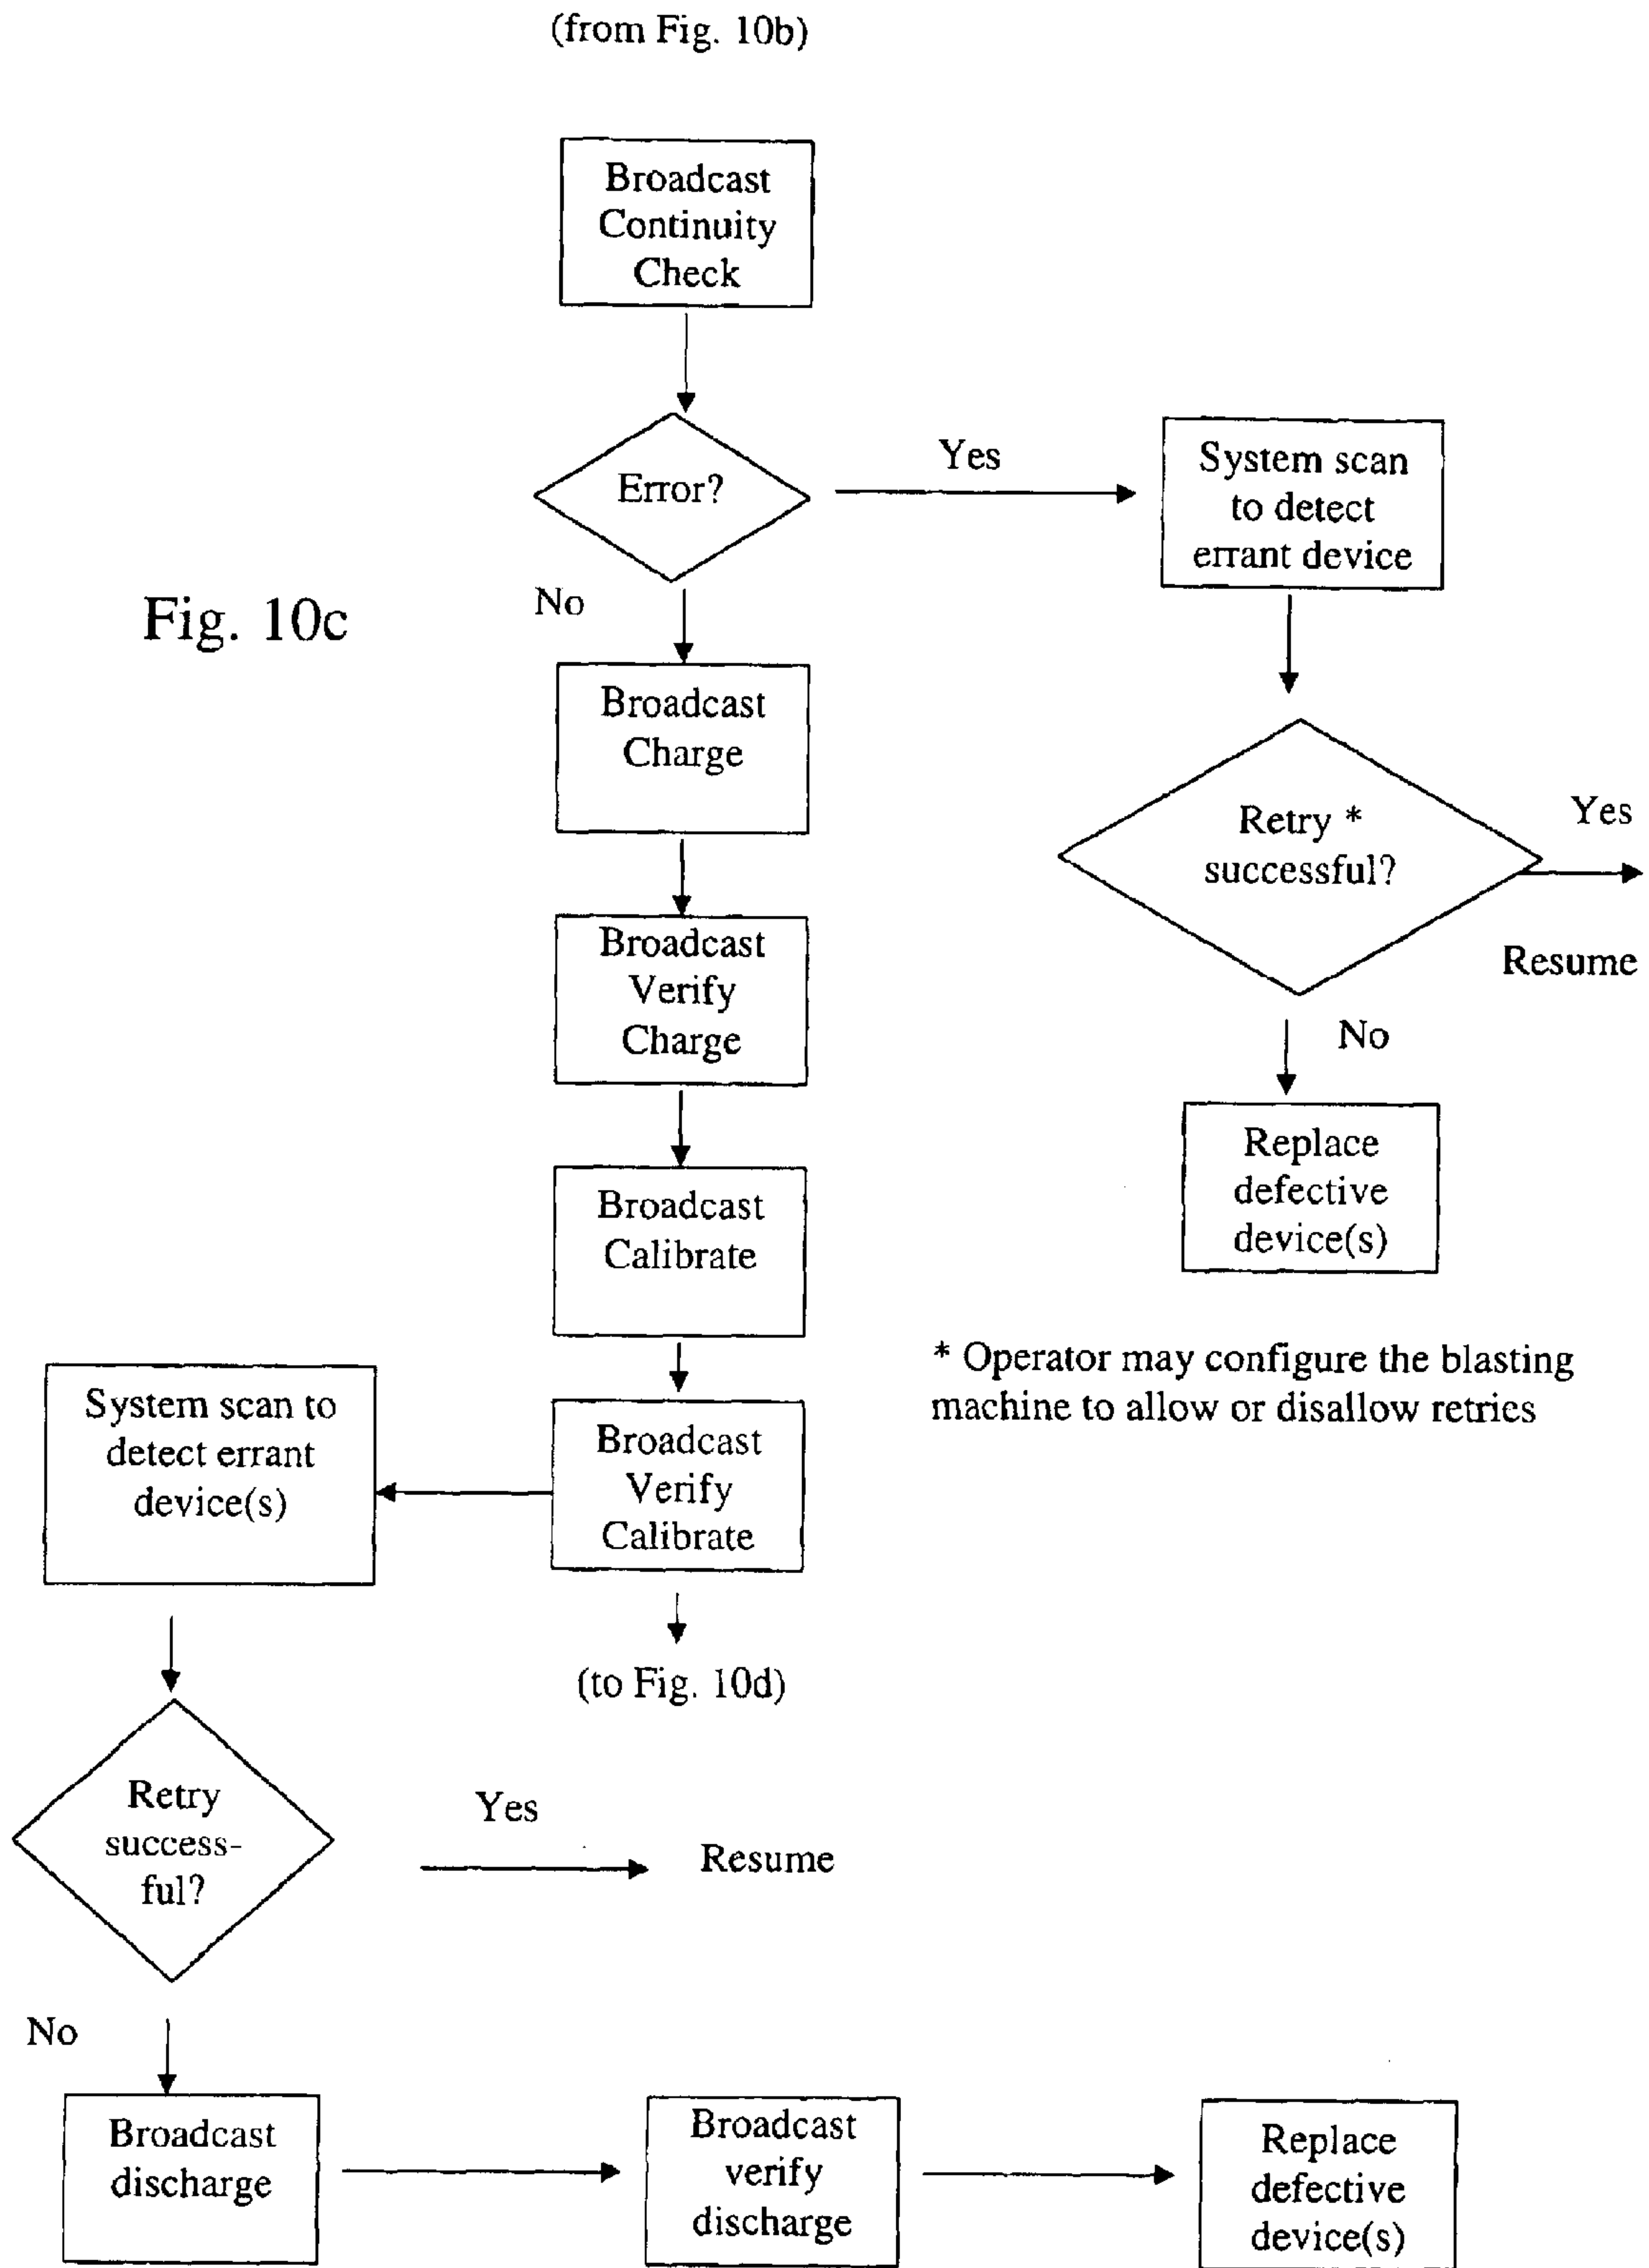 (from Fig. 10b)
Broadcast
Continuity
Check
Error?
Yes
System scan
to detect
errant device
No
Fig. 10c
Broadcast
Charge
Retry *
successful?
Yes
Resume
Broadcast
Verify
Charge
No
Replace
defective
device(s)
Broadcast
Calibrate
* Operator may configure the blasting
machine to allow or disallow retries
System scan to
detect errant
device(s)
Broadcast
Verify
Calibrate
(to Fig. 10d)
Retry
success-
ful?
Yes
Resume
No
Broadcast
discharge
Broadcast
verify
discharge
Replace
defective
device(s)